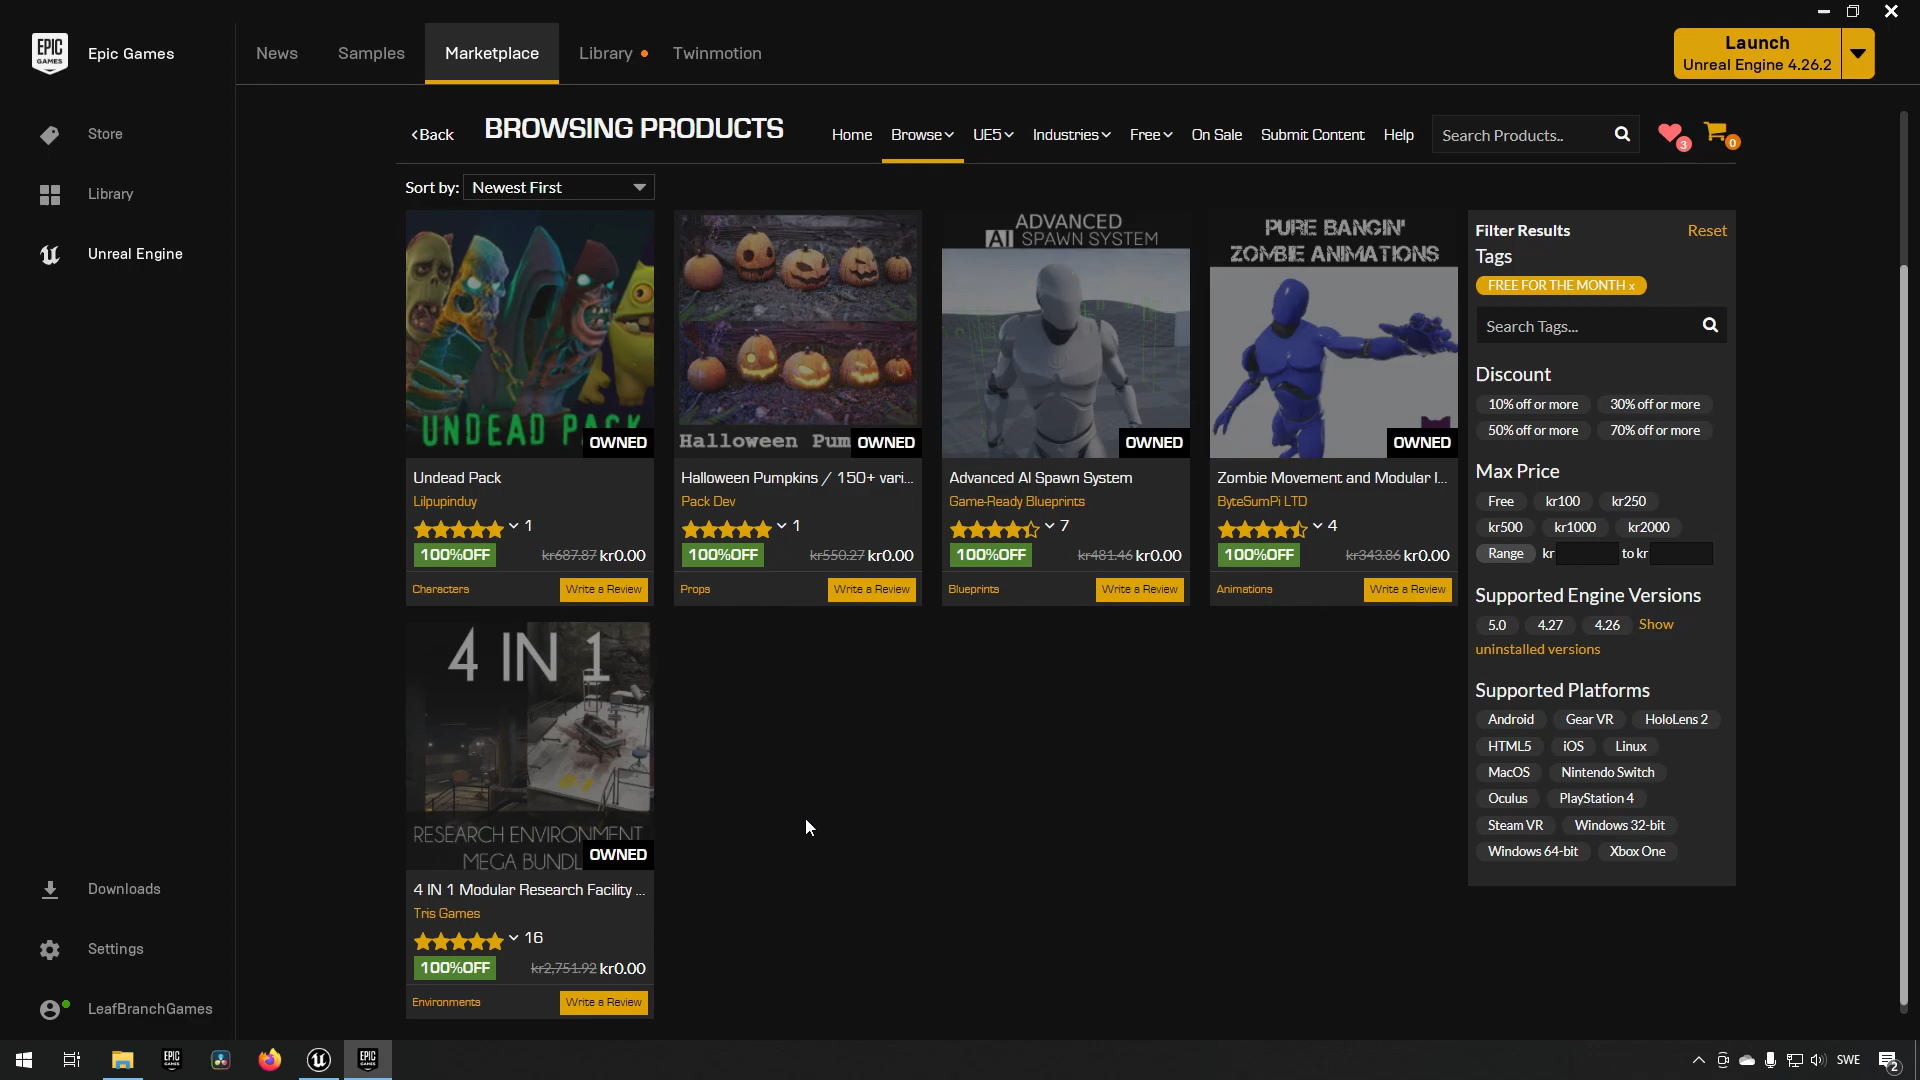 EPIC GAMES
Epic Games
News
Samples
Marketplace
Library
Twinmotion
Launch
Unreal Engine 4.26.2
Store
Library
Unreal Engine
Downloads
Settings
LeafBranchGames
Back
BROWSING PRODUCTS
Home
Browse
UE5
Industries
Free
On Sale
Submit Content
Help
Search Products..
3
0
Sort by:
Newest First
UNDEAD PACK
OWNED
Undead Pack
Lilpupinduy
1
100%OFF
kr687.87 kr0.00
Characters
Write a Review
Halloween Pum
OWNED
Halloween Pumpkins / 150+ vari...
Pack Dev
1
100%OFF
kr550.27 kr0.00
Props
Write a Review
ADVANCED
AI SPAWN SYSTEM
OWNED
Advanced AI Spawn System
Game-Ready Blueprints
7
100%OFF
kr481.46 kr0.00
Blueprints
Write a Review
PURE BANGIN'
ZOMBIE ANIMATIONS
OWNED
Zombie Movement and Modular I...
ByteSumPi LTD
4
100%OFF
kr343.86 kr0.00
Animations
Write a Review
4 IN 1
RESEARCH ENVIRONMENT
MEGA BUNDL
OWNED
4 IN 1 Modular Research Facility ...
Tris Games
16
100%OFF
kr2,751.92 kr0.00
Environments
Write a Review
Filter Results
Reset
Tags
FREE FOR THE MONTH x
Search Tags...
Discount
10% off or more
30% off or more
50% off or more
70% off or more
Max Price
Free
kr100
kr250
kr500
kr1000
kr2000
Range
kr
to kr
Supported Engine Versions
5.0
4.27
4.26
Show
uninstalled versions
Supported Platforms
Android
Gear VR
HoloLens 2
HTML5
iOS
Linux
MacOS
Nintendo Switch
Oculus
PlayStation 4
Steam VR
Windows 32-bit
Windows 64-bit
Xbox One
EPIC GAMES
EPIC GAMES
SWE
2